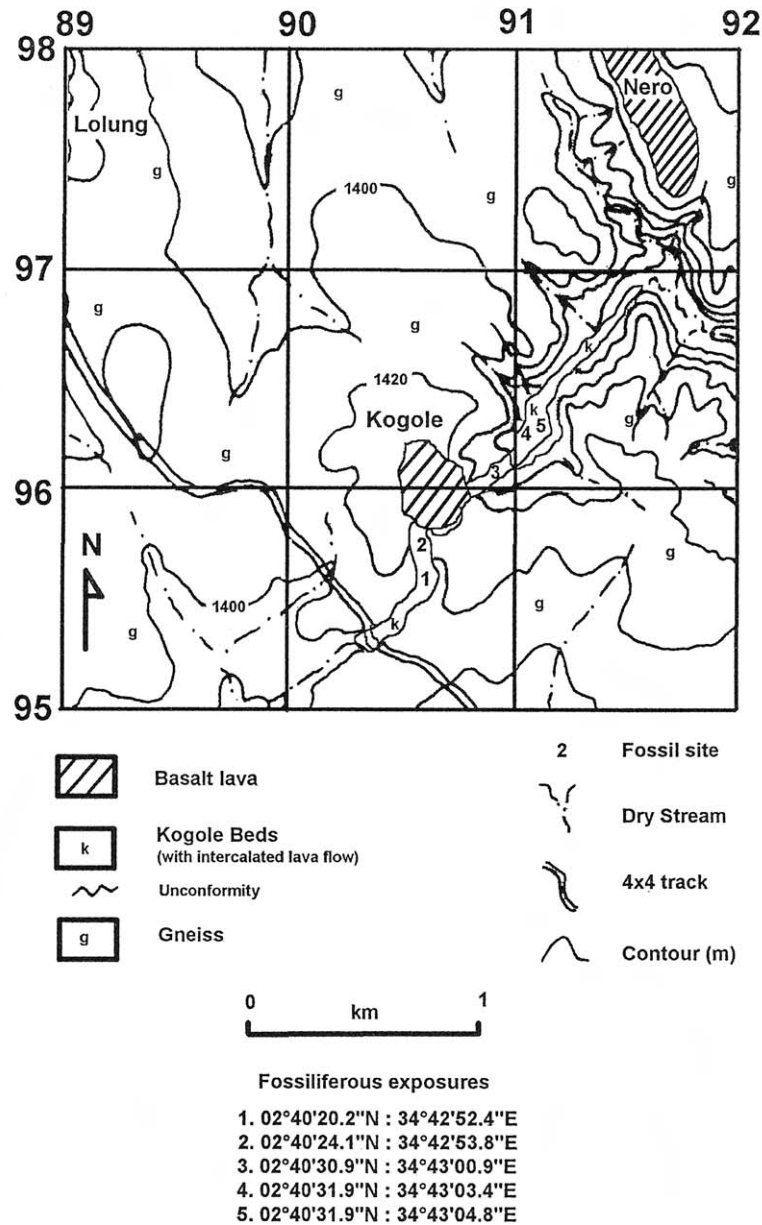 89 90 91 92
98
Nero
Lolung
g
g
g
1400
g
97
g
g
k
1420
Kogole
k
g
4 5
g
3
96
N
2
g
1400
1
g
g
k
95
Basalt lava
k Kogole Beds
(with intercalated lava flow)
Unconformity
g Gneiss
2 Fossil site
Dry Stream
4x4 track
Contour (m)
0 1
km
Fossiliferous exposures
1. 02°40'20.2"N : 34°42'52.4"E
2. 02°40'24.1"N : 34°42'53.8"E
3. 02°40'30.9"N : 34°43'00.9"E
4. 02°40'31.9"N : 34°43'03.4"E
5. 02°40'31.9"N : 34°43'04.8"E